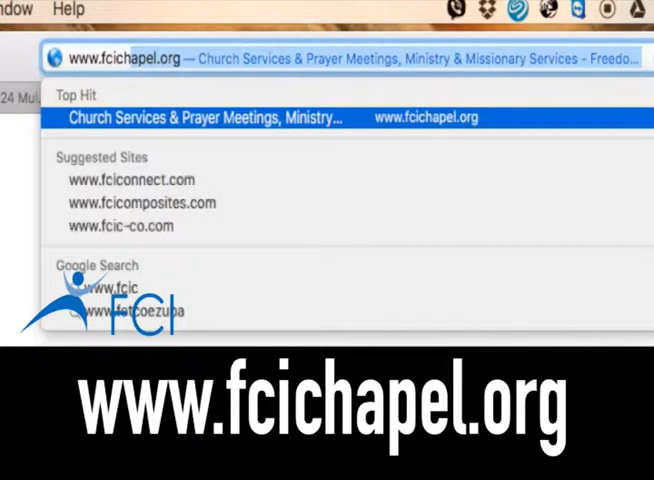 ndow Help
www.fcichapel.org — Church Services & Prayer Meetings, Ministry & Missionary Services - Freedo...
24 Mul
Top Hit
Church Services & Prayer Meetings, Ministry... www.fcichapel.org
Suggested Sites
www.fciconnect.com
www.fcicomposites.com
www.fcic-co.com
Google Search
www.fcic
FCI
www.fcichapel.org